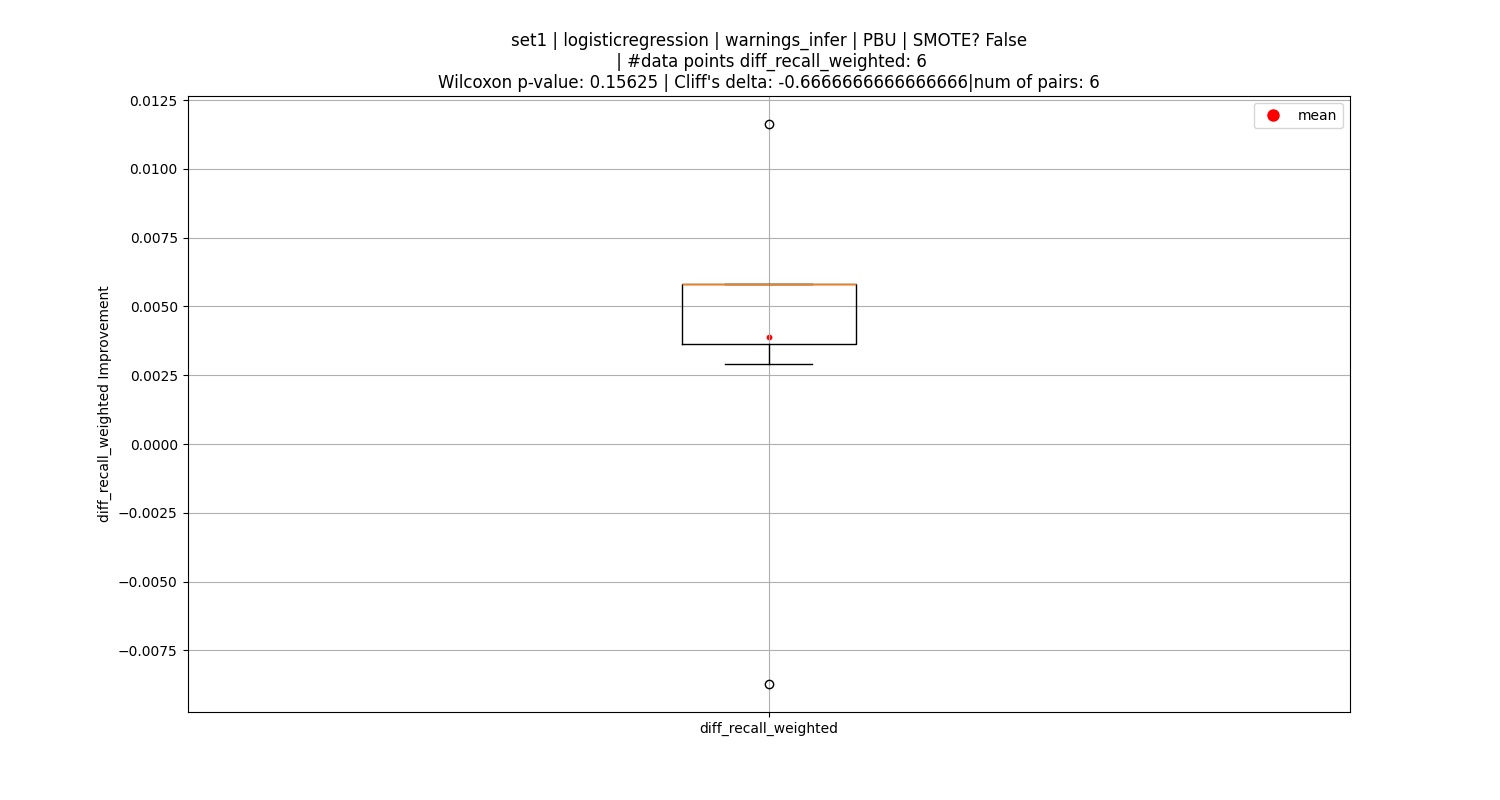 set1 | logisticregression | warnings_infer | PBU | SMOTE? False
| #data points diff_recall_weighted: 6
Wilcoxon p-value: 0.15625 | Cliff's delta: -0.6666666666666666|num of pairs: 6
mean
0.0125
0.0100
0.0075
0.0050
0.0025
0.0000
−0.0025
−0.0050
−0.0075
diff_recall_weighted Improvement
diff_recall_weighted